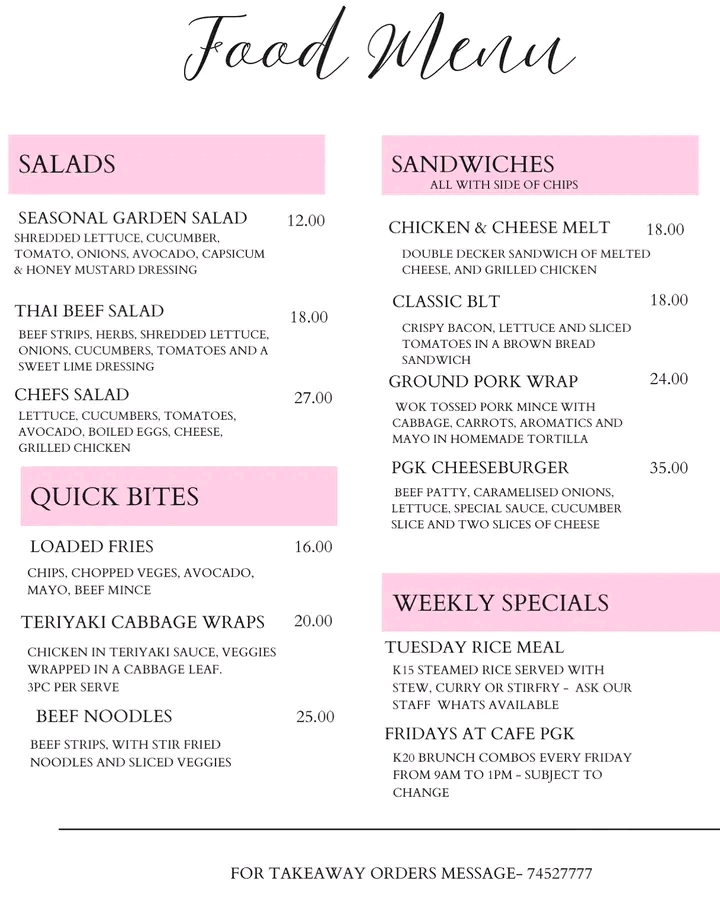 Food Menu
SALADS
SEASONAL GARDEN SALAD 12.00
SHREDDED LETTUCE, CUCUMBER,
TOMATO, ONIONS, AVOCADO, CAPSICUM
& HONEY MUSTARD DRESSING
THAI BEEF SALAD 18.00
BEEF STRIPS, HERBS, SHREDDED LETTUCE,
ONIONS, CUCUMBERS, TOMATOES AND A
SWEET LIME DRESSING
CHEFS SALAD 27.00
LETTUCE, CUCUMBERS, TOMATOES,
AVOCADO, BOILED EGGS, CHEESE,
GRILLED CHICKEN
QUICK BITES
LOADED FRIES 16.00
CHIPS, CHOPPED VEGES, AVOCADO,
MAYO, BEEF MINCE
TERIYAKI CABBAGE WRAPS 20.00
CHICKEN IN TERIYAKI SAUCE, VEGGIES
WRAPPED IN A CABBAGE LEAF.
3PC PER SERVE
BEEF NOODLES 25.00
BEEF STRIPS, WITH STIR FRIED
NOODLES AND SLICED VEGGIES
SANDWICHES
ALL WITH SIDE OF CHIPS
CHICKEN & CHEESE MELT 18.00
DOUBLE DECKER SANDWICH OF MELTED
CHEESE, AND GRILLED CHICKEN
CLASSIC BLT 18.00
CRISPY BACON, LETTUCE AND SLICED
TOMATOES IN A BROWN BREAD
SANDWICH
GROUND PORK WRAP 24.00
WOK TOSSED PORK MINCE WITH
CABBAGE, CARROTS, AROMATICS AND
MAYO IN HOMEMADE TORTILLA
PGK CHEESEBURGER 35.00
BEEF PATTY, CARAMELISED ONIONS,
LETTUCE, SPECIAL SAUCE, CUCUMBER
SLICE AND TWO SLICES OF CHEESE
WEEKLY SPECIALS
TUESDAY RICE MEAL
K15 STEAMED RICE SERVED WITH
STEW, CURRY OR STIRFRY - ASK OUR
STAFF WHATS AVAILABLE
FRIDAYS AT CAFE PGK
K20 BRUNCH COMBOS EVERY FRIDAY
FROM 9AM TO 1PM - SUBJECT TO
CHANGE
FOR TAKEAWAY ORDERS MESSAGE- 74527777